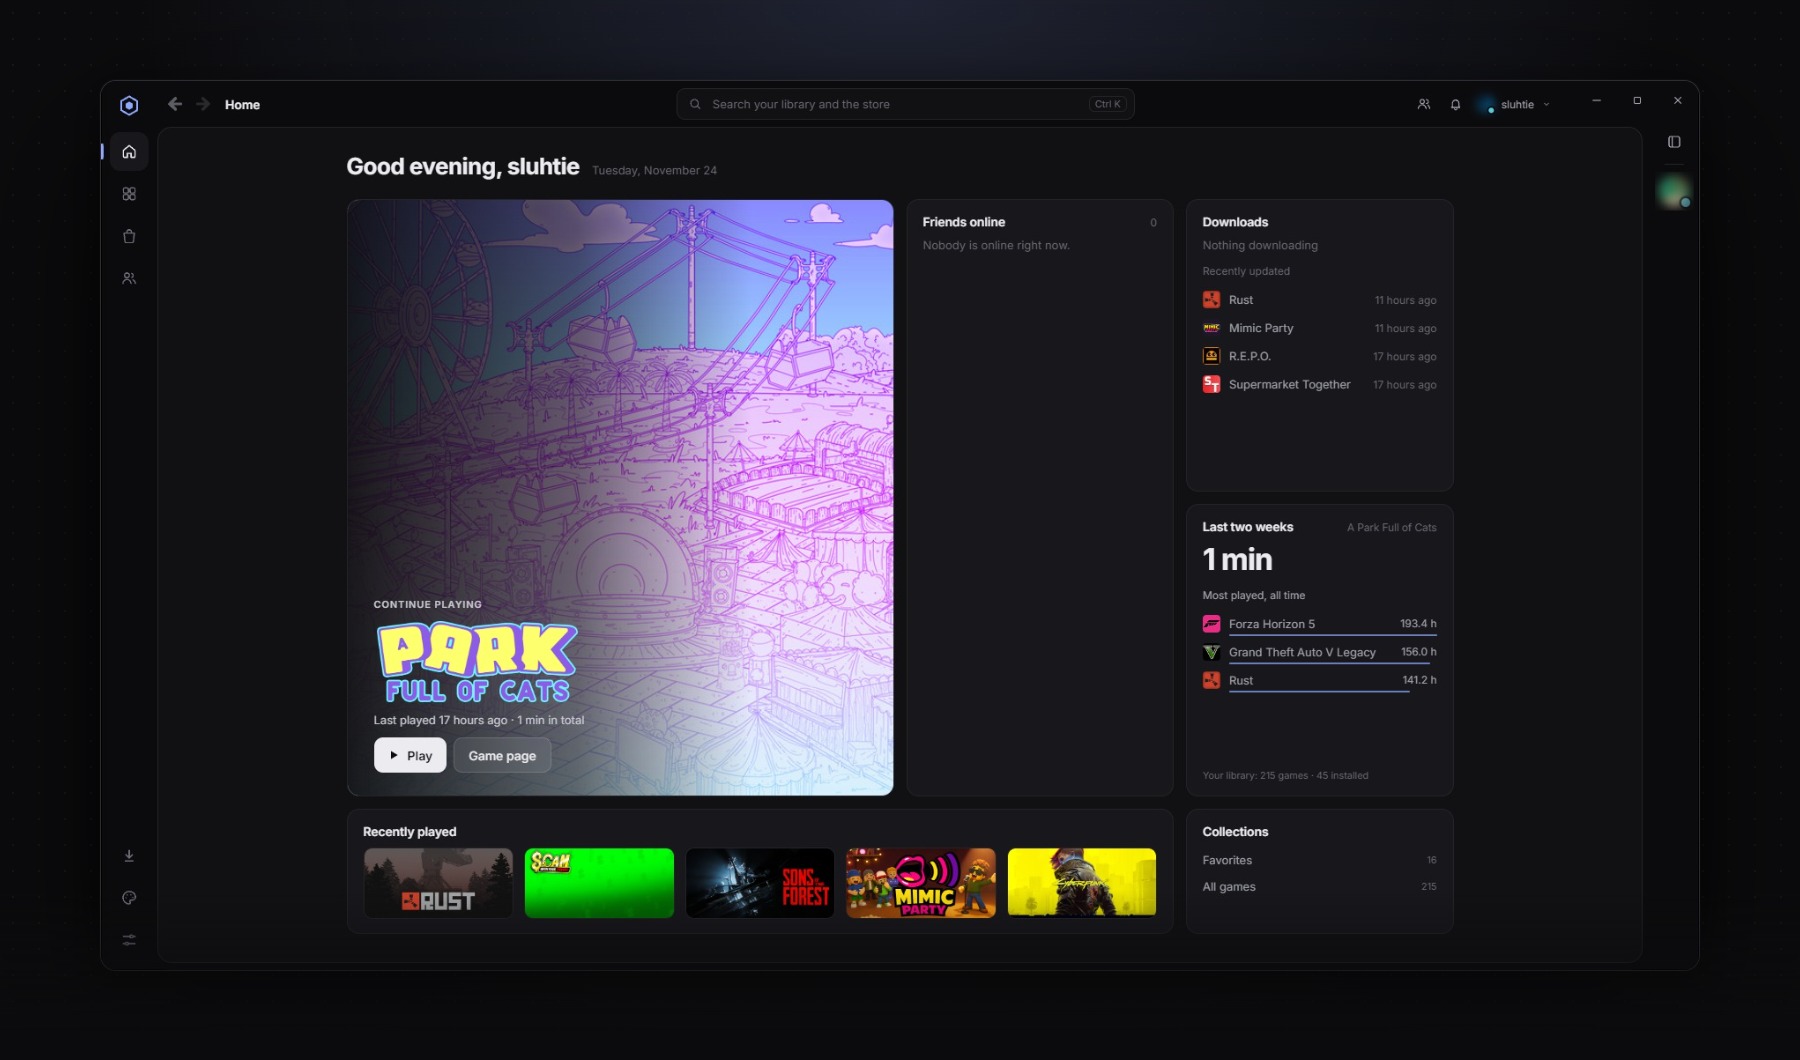 Home
Search your library and the store
Ctrl K
sluhtie
Good evening, sluhtie
Tuesday, November 24
CONTINUE PLAYING
A PARK
FULL OF CATS
Last played 17 hours ago · 1 min in total
Play
Game page
Friends online
0
Nobody is online right now.
Downloads
Nothing downloading
Recently updated
Rust 11 hours ago
Mimic Party 11 hours ago
R.E.P.O. 17 hours ago
Supermarket Together 17 hours ago
Last two weeks
A Park Full of Cats
1 min
Most played, all time
Forza Horizon 5 193.4 h
Grand Theft Auto V Legacy 156.0 h
Rust 141.2 h
Your library: 215 games · 45 installed
Recently played
RUST
SCAM
SONS
FOREST
MIMIC
PARTY
Cyberpunk
Collections
Favorites 16
All games 215